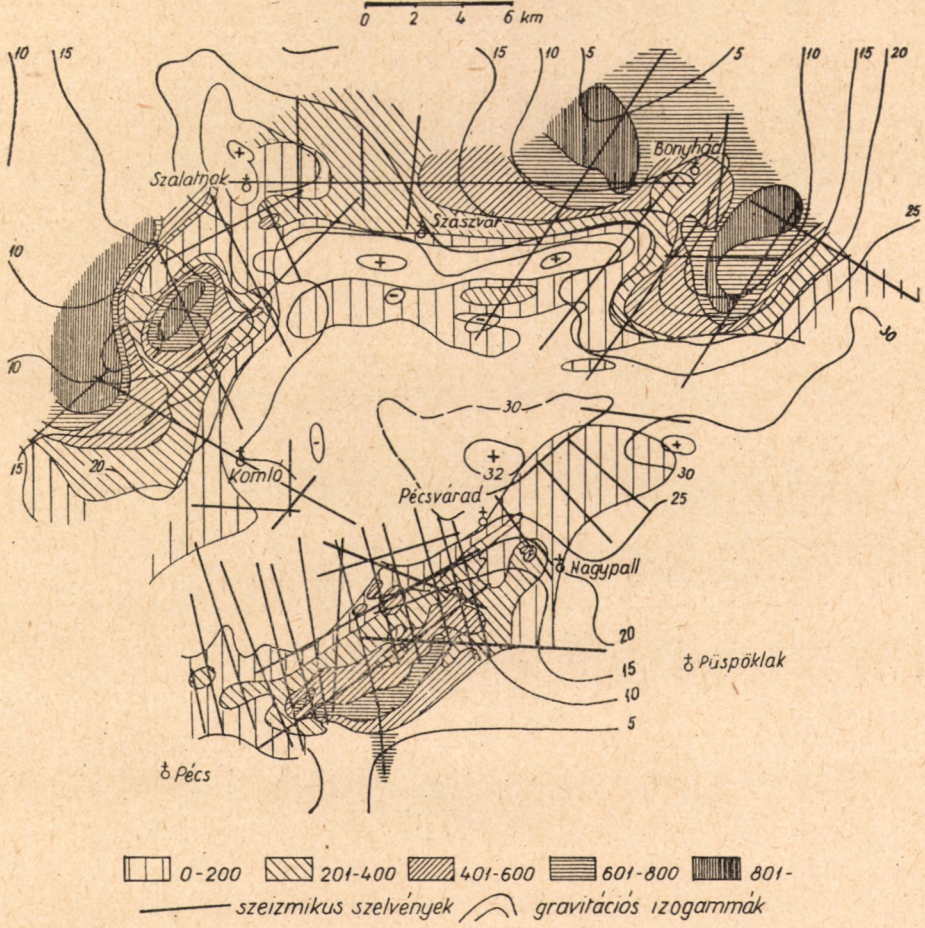 0 2 4 6 km
10 15 15 10 5 5 10 15 20
Bonyhád
Szalatnak
Szászvár
25
10
30
10
30
15
20
32
30
Komló
Pécsvárad
25
Nagypall
20
Püspöklak
15
10
5
Pécs
0-200 201-400 401-600 601-800 801-
szeizmikus szelvények gravitációs izogammák